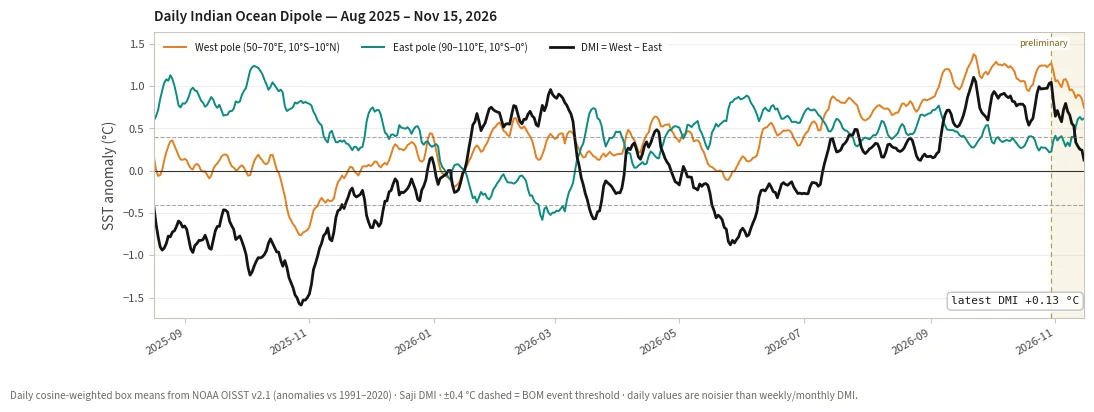 Daily Indian Ocean Dipole — Aug 2025 – Nov 15, 2026
West pole (50–70°E, 10°S–10°N)
East pole (90–110°E, 10°S–0°)
DMI = West − East
preliminary
SST anomaly (°C)
1.5
1.0
0.5
0.0
−0.5
−1.0
−1.5
latest DMI +0.13 °C
2025-09
2025-11
2026-01
2026-03
2026-05
2026-07
2026-09
2026-11
Daily cosine-weighted box means from NOAA OISST v2.1 (anomalies vs 1991–2020) · Saji DMI · ±0.4 °C dashed = BOM event threshold · daily values are noisier than weekly/monthly DMI.